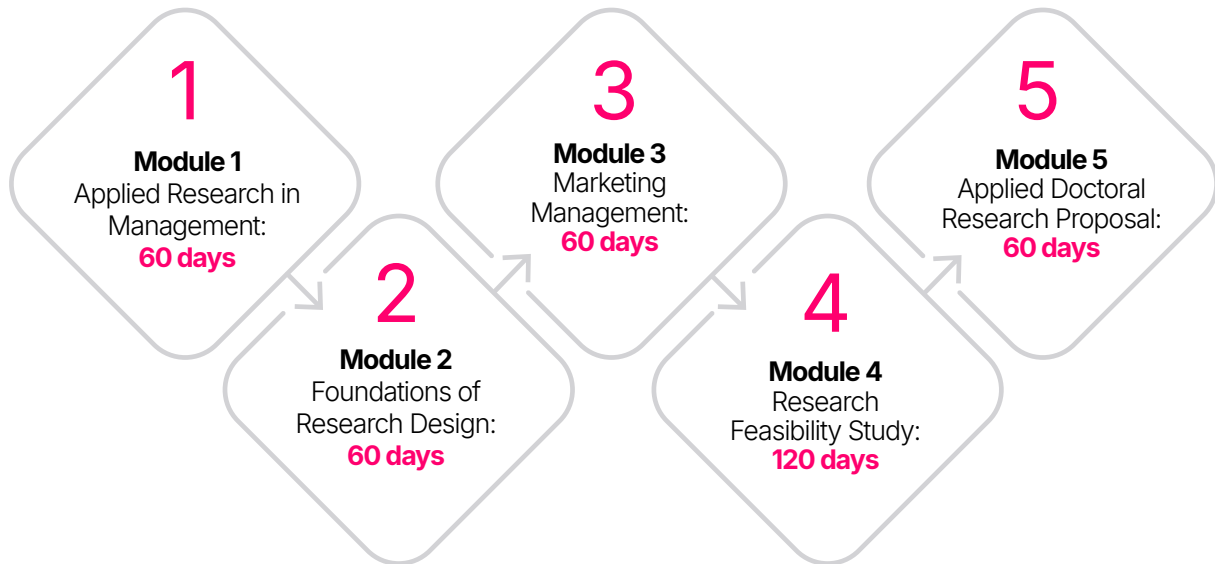 1
Module 1
Applied Research in
Management:
60 days
2
Module 2
Foundations of
Research Design:
60 days
3
Module 3
Marketing
Management:
60 days
4
Module 4
Research
Feasibility Study:
120 days
5
Module 5
Applied Doctoral
Research Proposal:
60 days